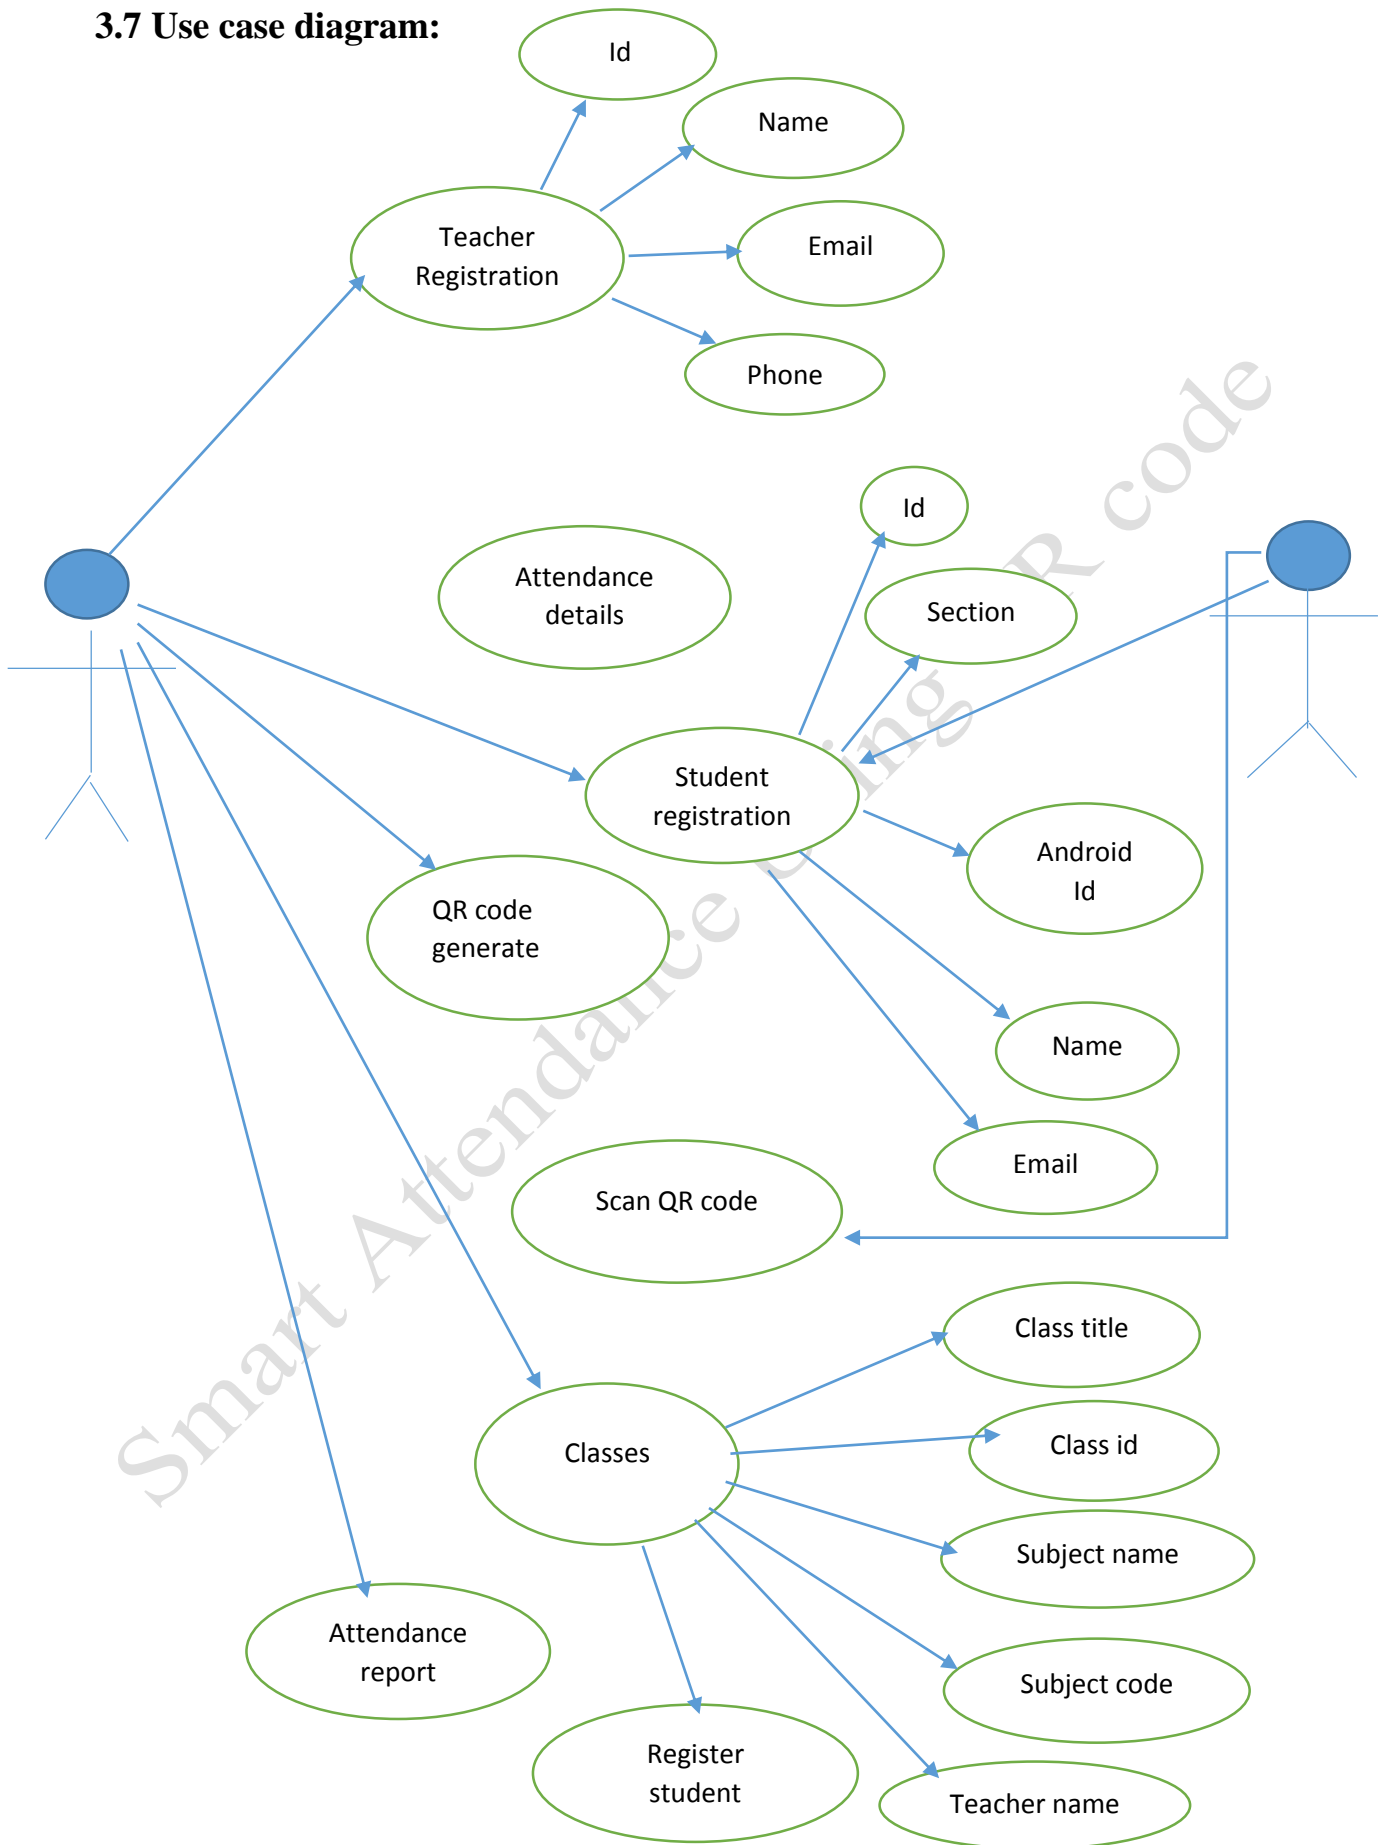 3.7 Use case diagram:
Id
Name
Teacher
Registration
Email
Phone
Id
Attendance
details
Section
Student
registration
Android
Id
QR code
generate
Name
Email
Scan QR code
Class title
Class id
Classes
Subject name
Attendance
report
Subject code
Register
student
Teacher name
Smart Attendance Using QR code